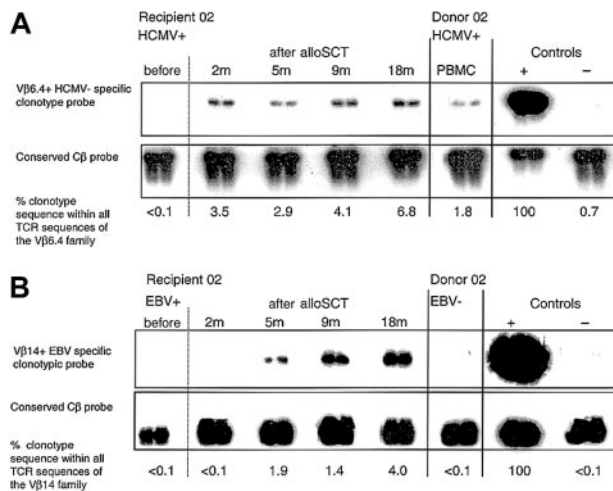 A
Recipient 02 Donor 02
HCMV+ HCMV+
after alloSCT Controls
before 2m 5m 9m 18m PBMC + −
Vβ6.4+ HCMV- specific
clonotype probe
Conserved Cβ probe
% clonotype
sequence within all
TCR sequences of
the Vβ6.4 family
<0.1 3.5 2.9 4.1 6.8 1.8 100 0.7
B
Recipient 02 Donor 02
EBV+ after alloSCT EBV- Controls
before 2m 5m 9m 18m + −
Vβ14+ EBV specific
clonotypic probe
Conserved Cβ probe
% clonotype
sequence within all
TCR sequences of
the Vβ14 family
<0.1 <0.1 1.9 1.4 4.0 <0.1 100 <0.1